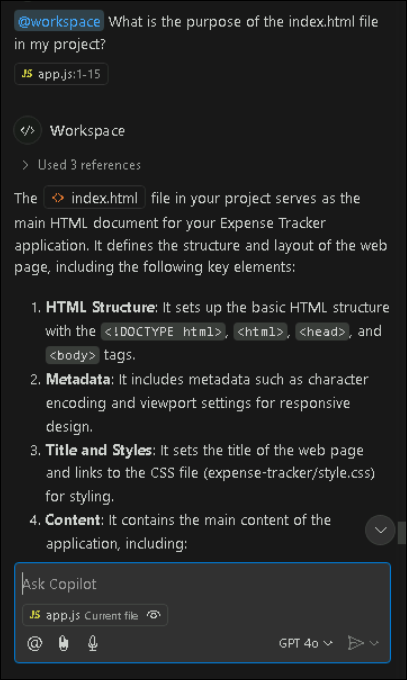 @workspace What is the purpose of the index.html file
in my project?
JS app.js:1-15
</> Workspace
> Used 3 references
The <> index.html file in your project serves as the
main HTML document for your Expense Tracker
application. It defines the structure and layout of the web
page, including the following key elements:
1. HTML Structure: It sets up the basic HTML structure
with the <!DOCTYPE html>, <html>, <head>, and
<body> tags.
2. Metadata: It includes metadata such as character
encoding and viewport settings for responsive
design.
3. Title and Styles: It sets the title of the web page
and links to the CSS file (expense-tracker/style.css)
for styling.
4. Content: It contains the main content of the
application, including:
Ask Copilot
JS app.js Current file
@ GPT 4o